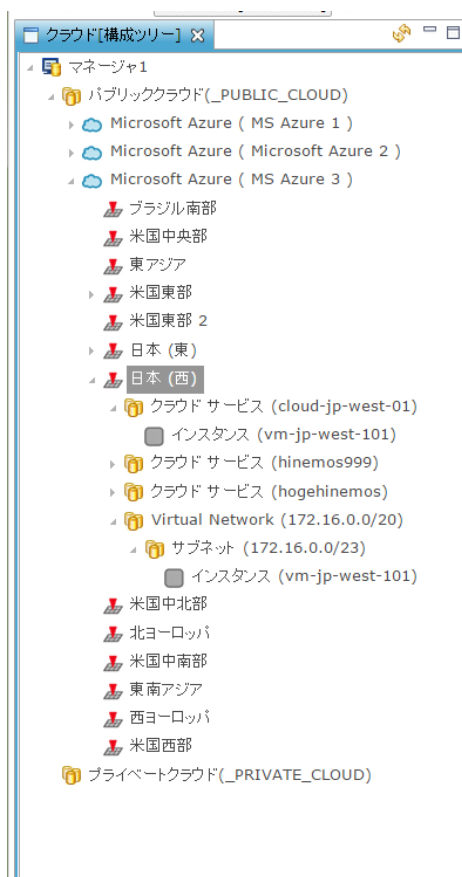 クラウド[構成ツリー]
マネージャ1
パブリッククラウド(_PUBLIC_CLOUD)
Microsoft Azure ( MS Azure 1 )
Microsoft Azure ( Microsoft Azure 2 )
Microsoft Azure ( MS Azure 3 )
ブラジル南部
米国中央部
東アジア
米国東部
米国東部 2
日本 (東)
日本 (西)
クラウド サービス (cloud-jp-west-01)
インスタンス (vm-jp-west-101)
クラウド サービス (hinemos999)
クラウド サービス (hogehinemos)
Virtual Network (172.16.0.0/20)
サブネット (172.16.0.0/23)
インスタンス (vm-jp-west-101)
米国中北部
北ヨーロッパ
米国中南部
東南アジア
西ヨーロッパ
米国西部
プライベートクラウド(_PRIVATE_CLOUD)